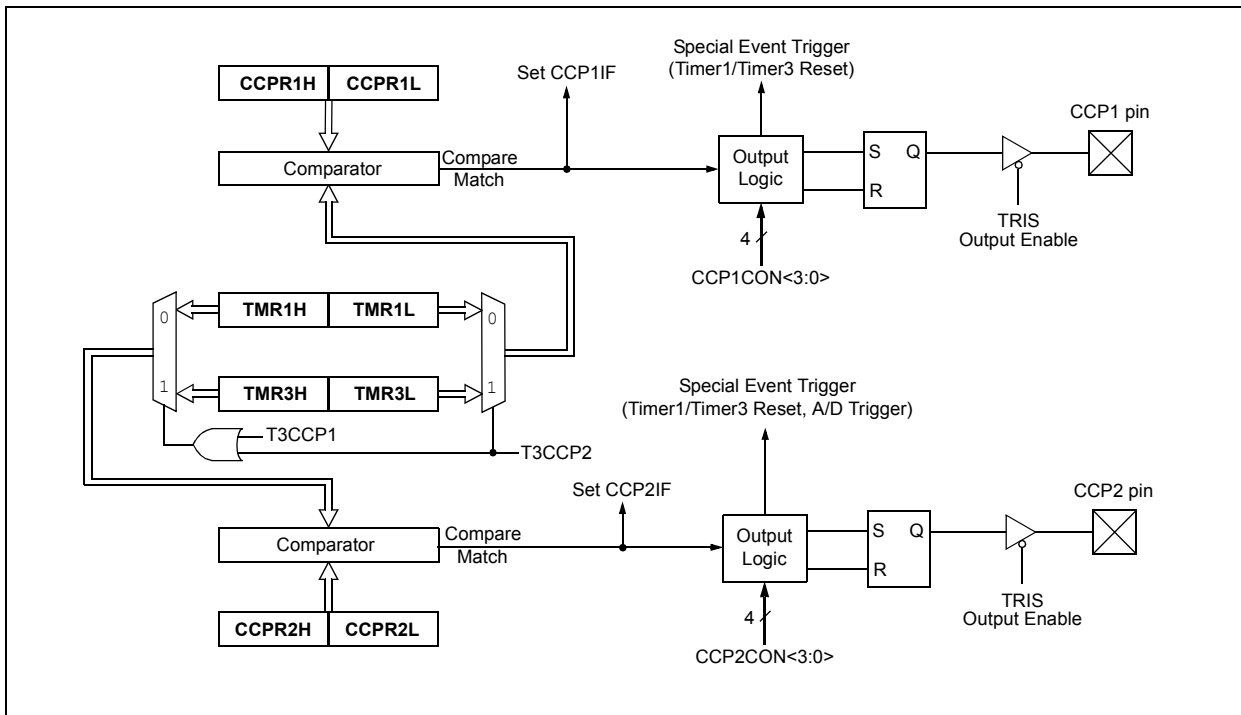 Special Event Trigger
(Timer1/Timer3 Reset)
Set CCP1IF
CCPR1H CCPR1L
CCP1 pin
Comparator
Compare
Match
Output
Logic
S Q
R
TRIS
Output Enable
4
CCP1CON<3:0>
0 TMR1H TMR1L 0
1 TMR3H TMR3L 1
T3CCP1
T3CCP2
Special Event Trigger
(Timer1/Timer3 Reset, A/D Trigger)
Set CCP2IF
CCP2 pin
Comparator
Compare
Match
Output
Logic
S Q
R
TRIS
Output Enable
4
CCPR2H CCPR2L
CCP2CON<3:0>